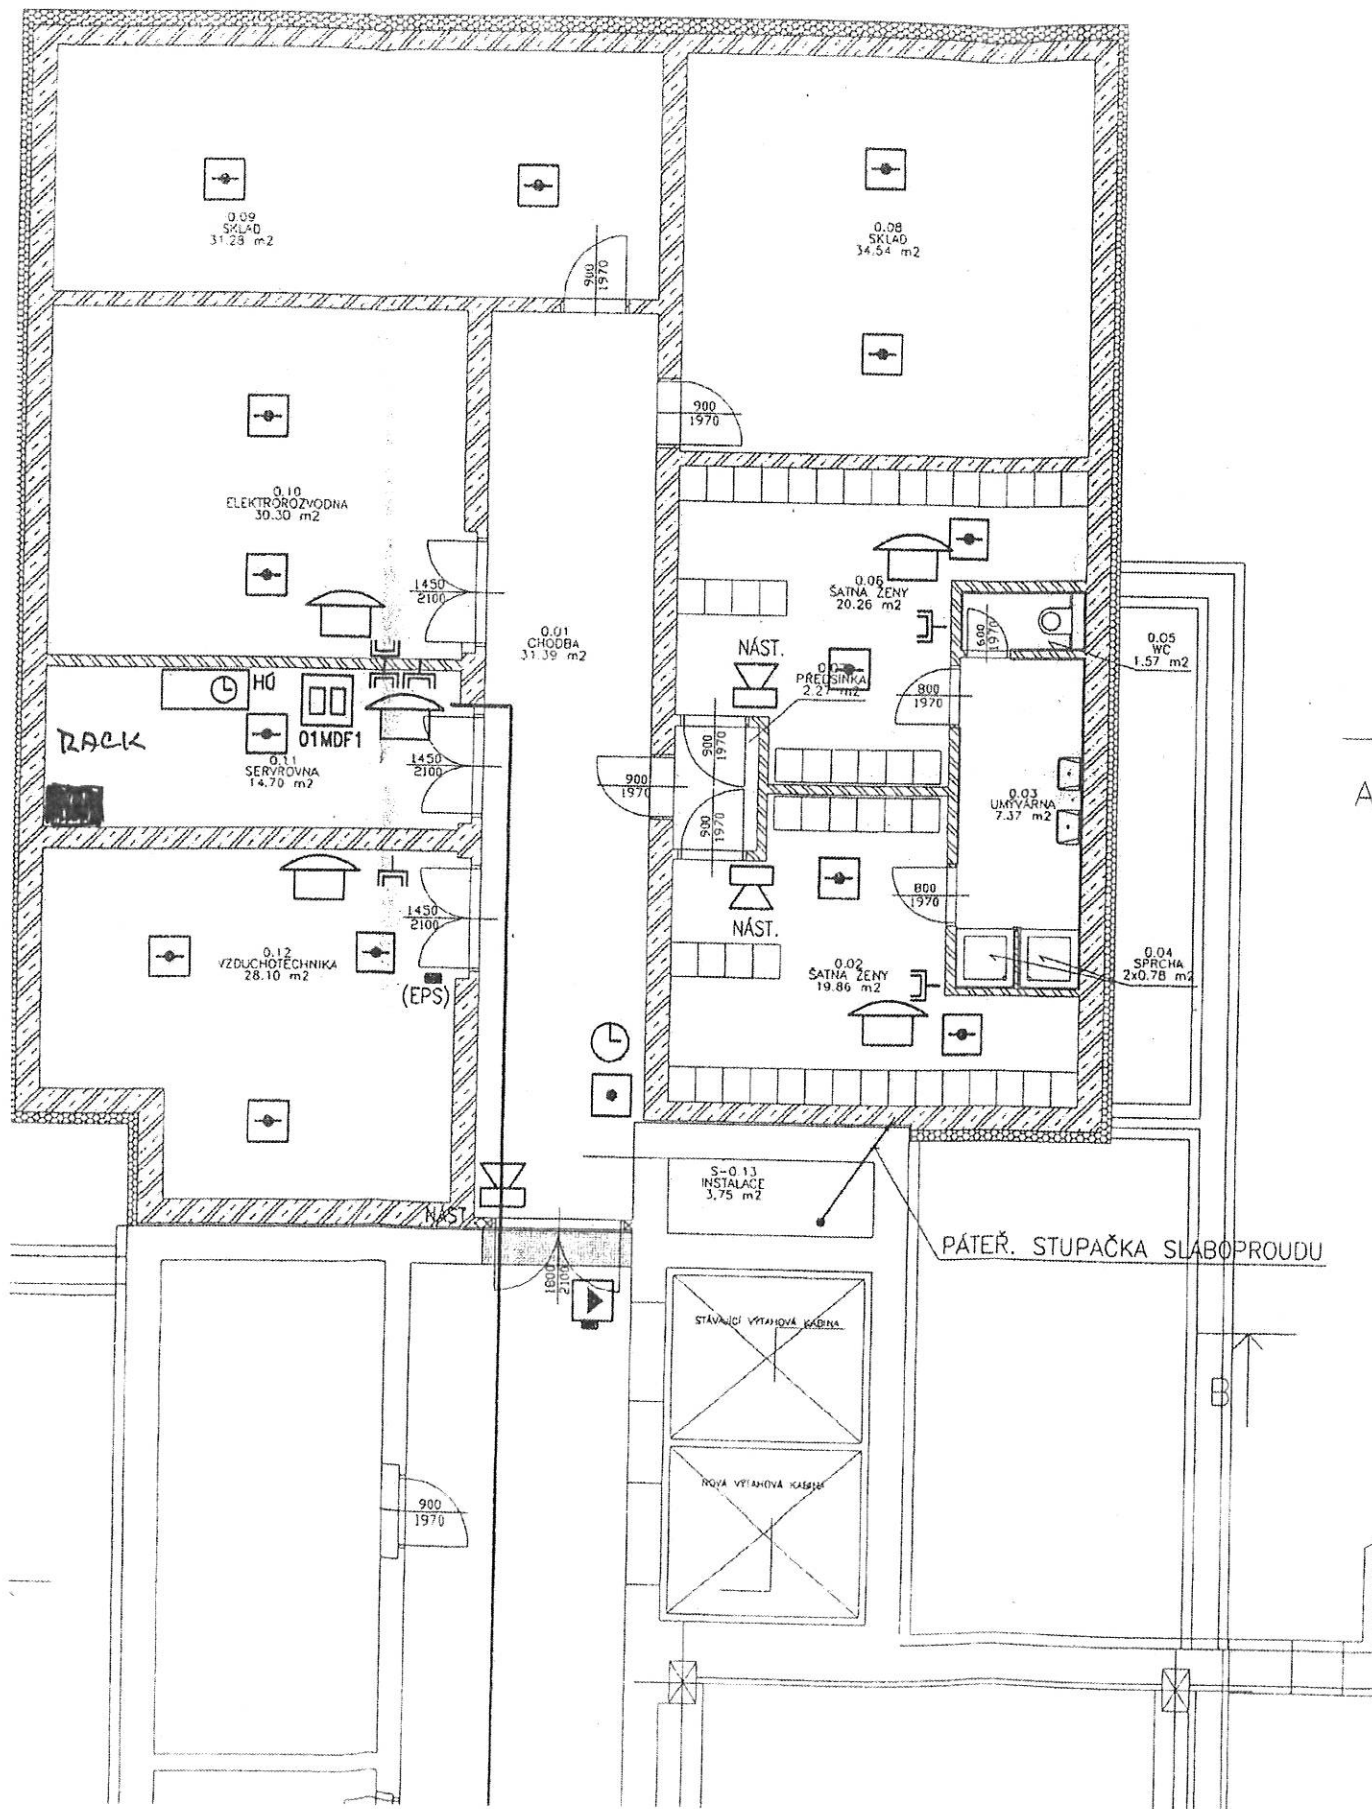 0.09
SKLAD
31.28 m2
900
1970
0.08
SKLAD
34.54 m2
900
1970
0.10
ELEKTROROZVODNA
30.30 m2
1450
2100
0.01
CHODBA
31.39 m2
0.06
ŠATNA ŽENY
20.26 m2
600
1970
0.05
WC
1.57 m2
NÁST.
PŘEDSÍŇKA
2.27 m2
800
1970
HÚ
01MDF1
RACK
0.11
SERVROVNA
14.70 m2
1450
2100
900
1970
900
1970
900
1970
0.03
UMÝVÁRNA
7.37 m2
A
800
1970
NÁST.
1450
2100
0.12
VZDUCHOTECHNIKA
28.10 m2
(EPS)
0.02
ŠATNA ŽENY
19.86 m2
0.04
SPRCHA
2x0.78 m2
S-0.13
INSTALACE
3,75 m2
NÁST.
PÁTEŘ. STUPAČKA SLABOPROUDU
1800
2100
STÁVAJÍCÍ VÝTAHOVÁ KABINA
B
NOVÁ VÝTAHOVÁ KABINA
900
1970